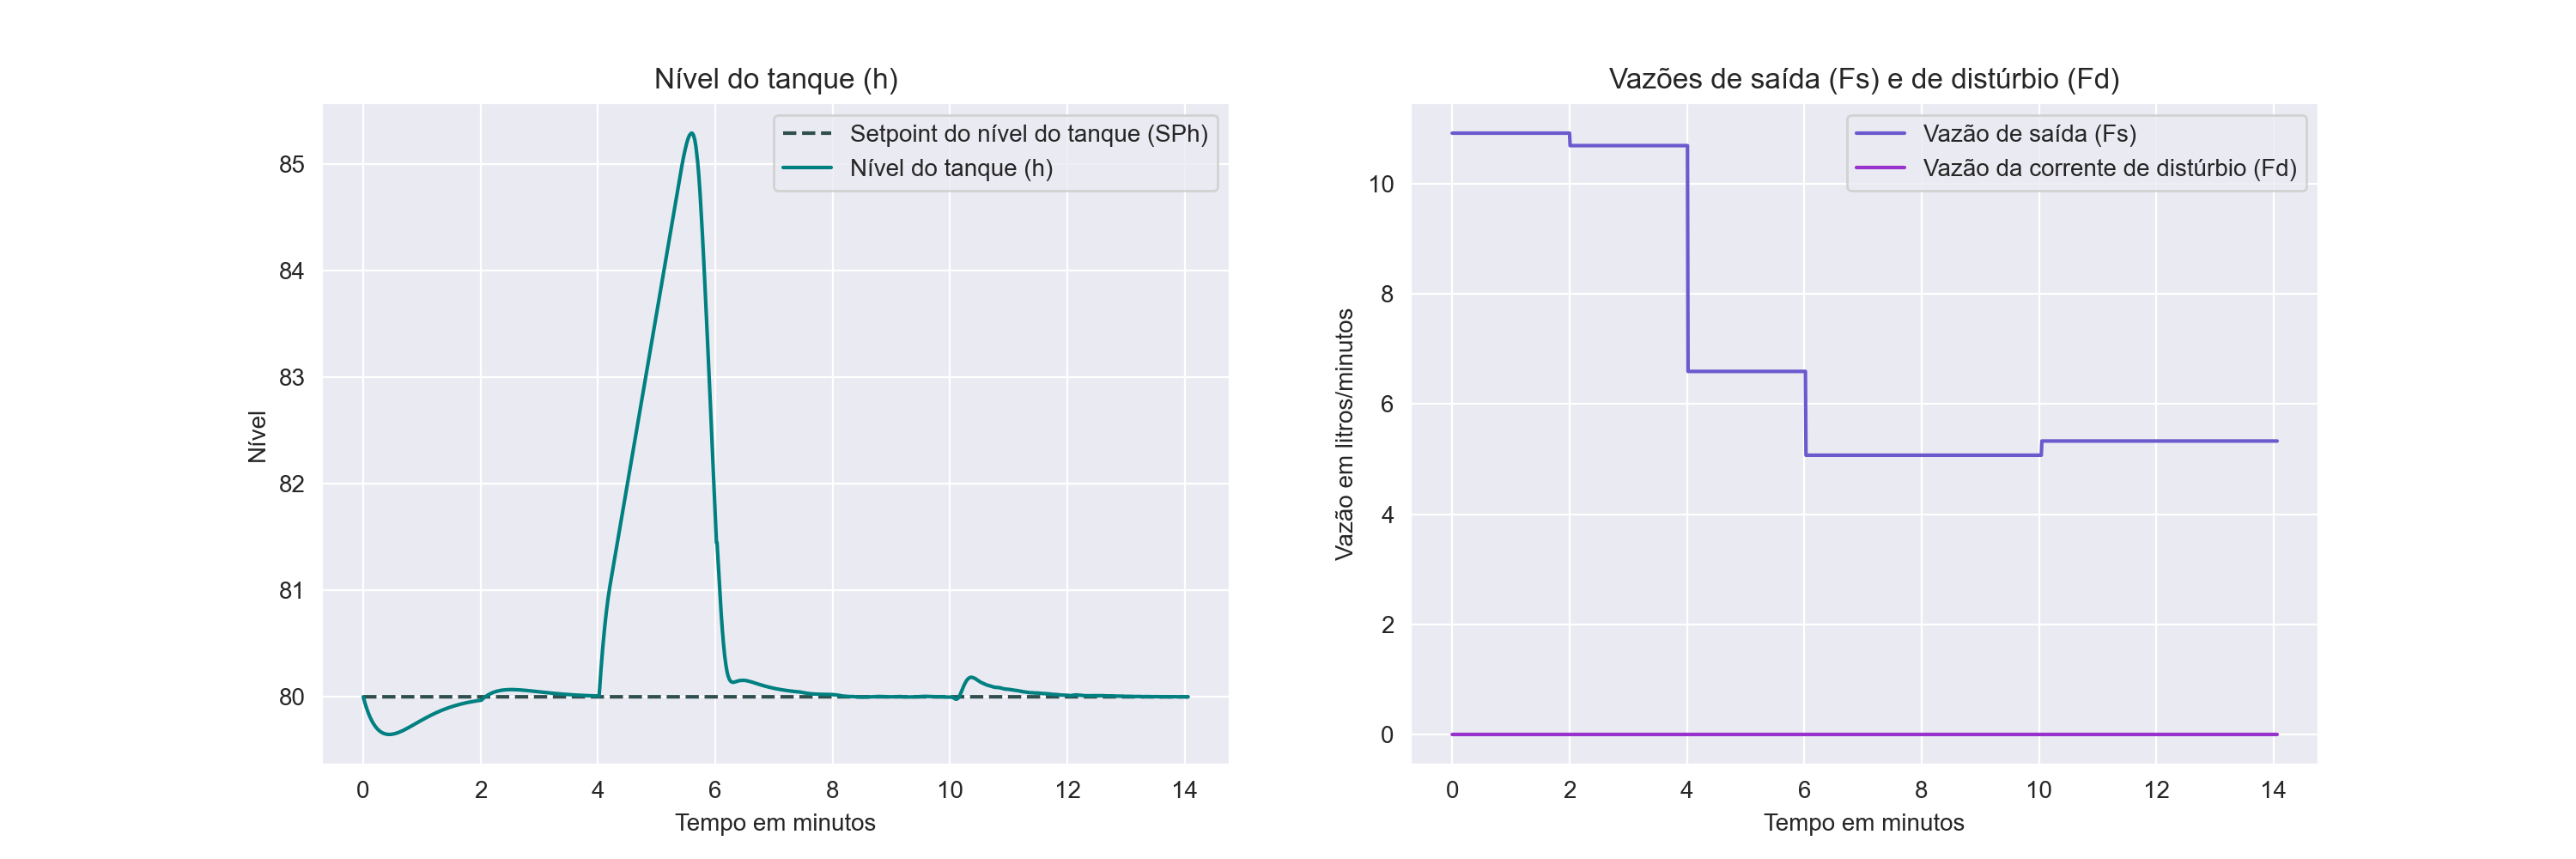 Nível do tanque (h)
Setpoint do nível do tanque (SPh)
Nível do tanque (h)
85
84
83
82
81
80
Nível
0 2 4 6 8 10 12 14
Tempo em minutos
Vazões de saída (Fs) e de distúrbio (Fd)
Vazão de saída (Fs)
Vazão da corrente de distúrbio (Fd)
10
8
6
4
2
0
Vazão em litros/minutos
0 2 4 6 8 10 12 14
Tempo em minutos